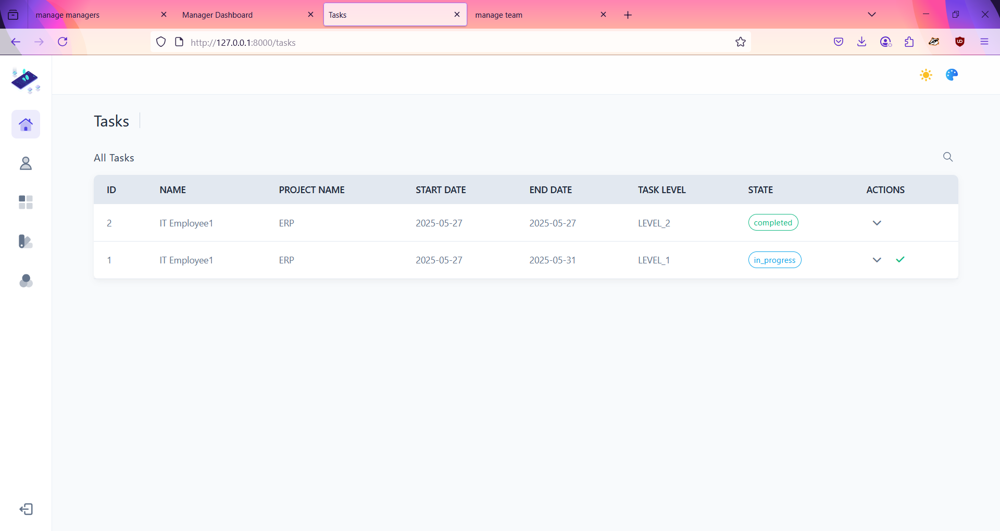 manage managers
Manager Dashboard
Tasks
manage team
http://127.0.0.1:8000/tasks
Tasks
All Tasks
ID NAME PROJECT NAME START DATE END DATE TASK LEVEL STATE ACTIONS
2 IT Employee1 ERP 2025-05-27 2025-05-27 LEVEL_2 completed
1 IT Employee1 ERP 2025-05-27 2025-05-31 LEVEL_1 in_progress